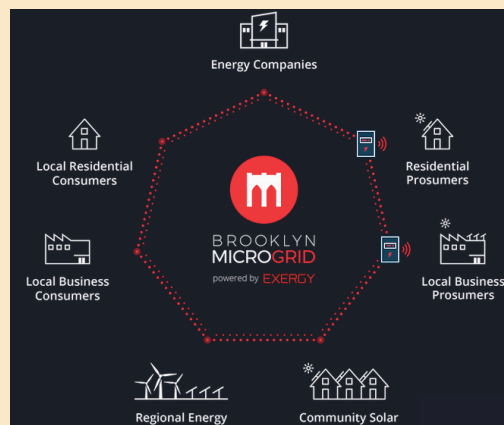 Energy Companies
Local Residential
Consumers
Residential
Prosumers
BROOKLYN
MICROGRID
powered by EXERGY
Local Business
Consumers
Local Business
Prosumers
Regional Energy
Community Solar